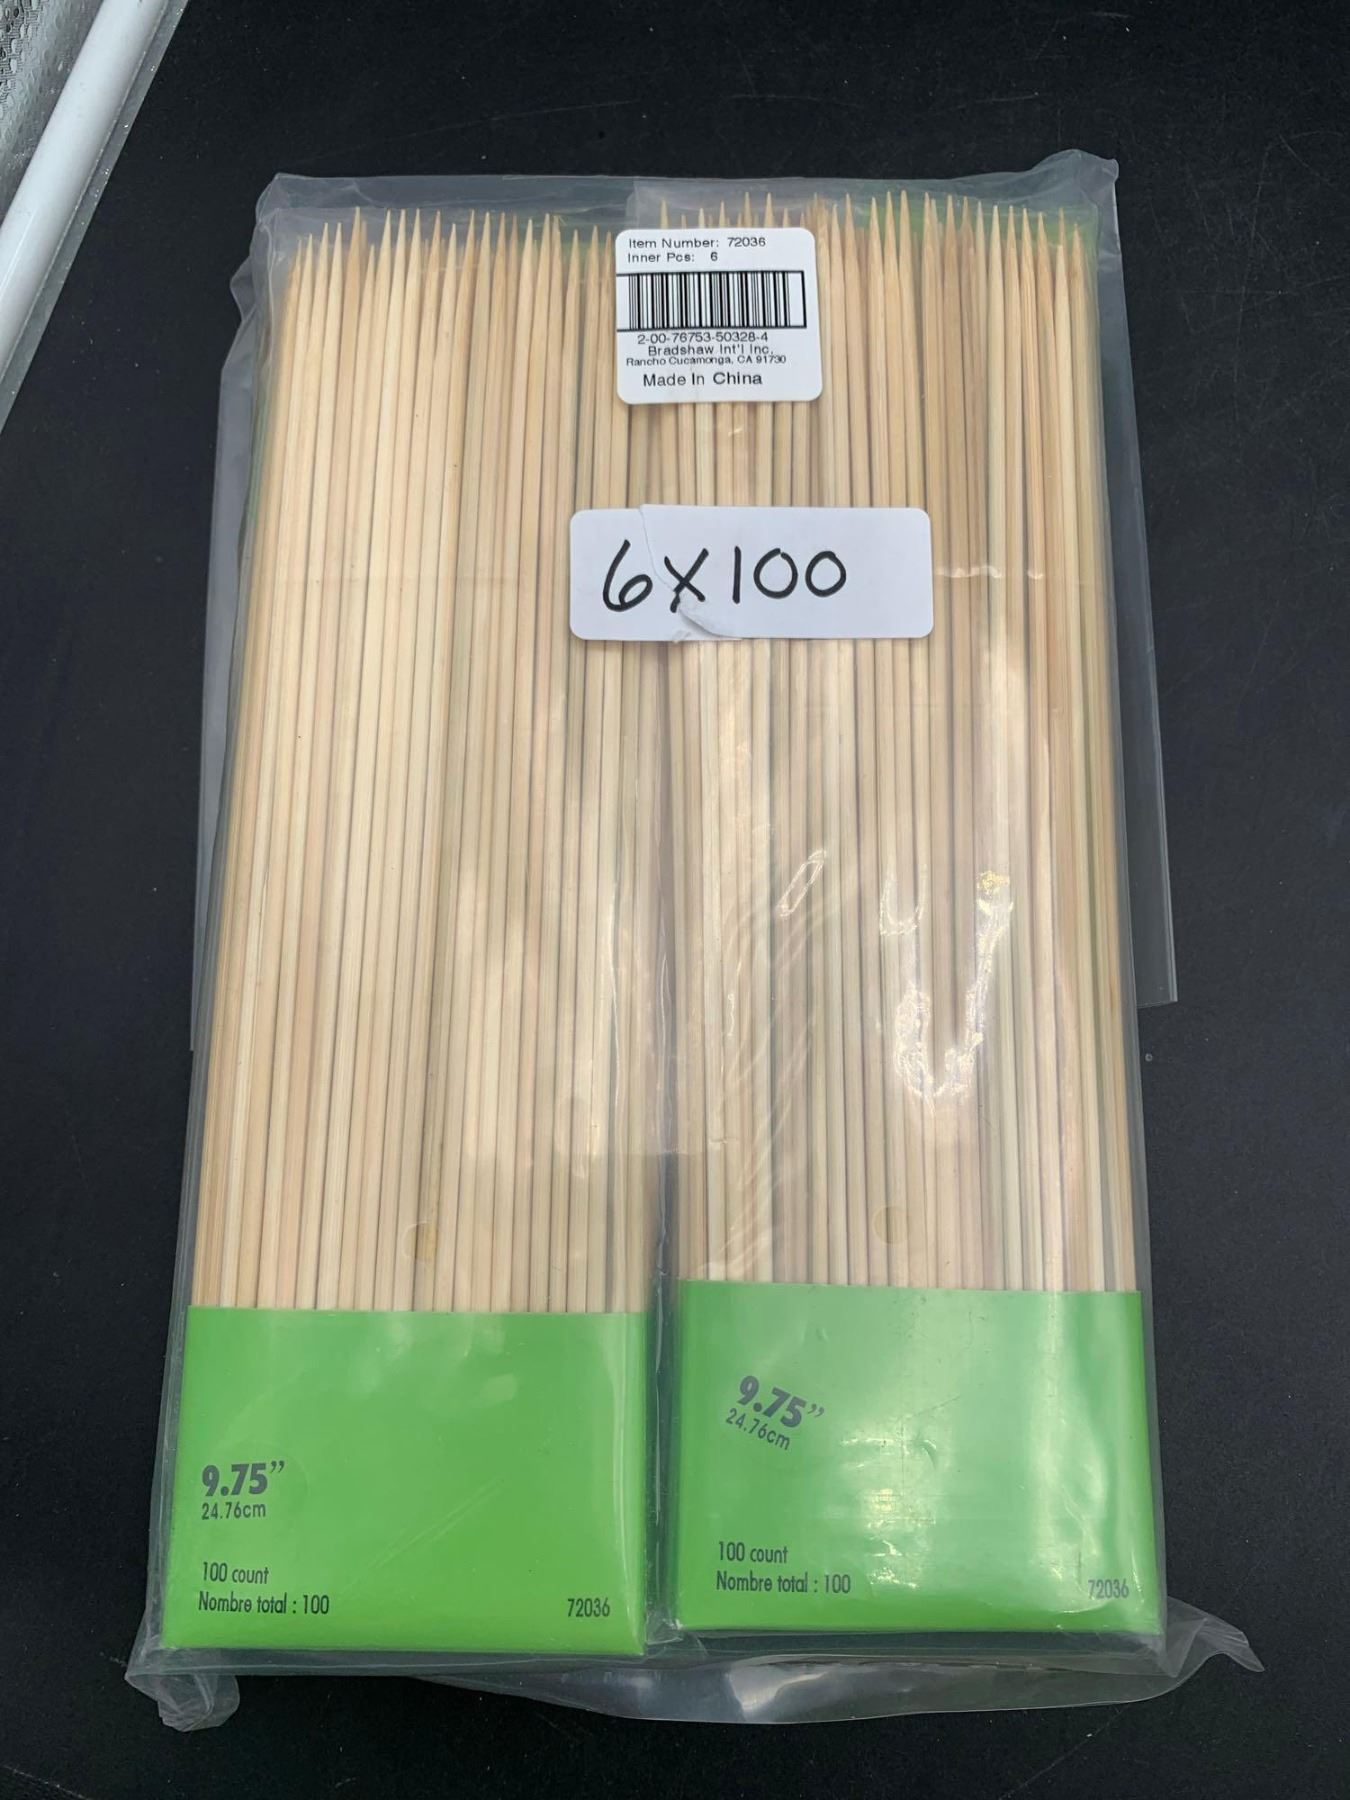 Item Number: 72036
Inner Pcs: 6
2-00-76753-50328-4
Bradshaw Int'l Inc.
Rancho Cucamonga, CA 91730
Made In China
6X100
9.75”
24.76cm
100 count
Nombre total : 100
72036
9.75”
24.76cm
100 count
Nombre total : 100
72036